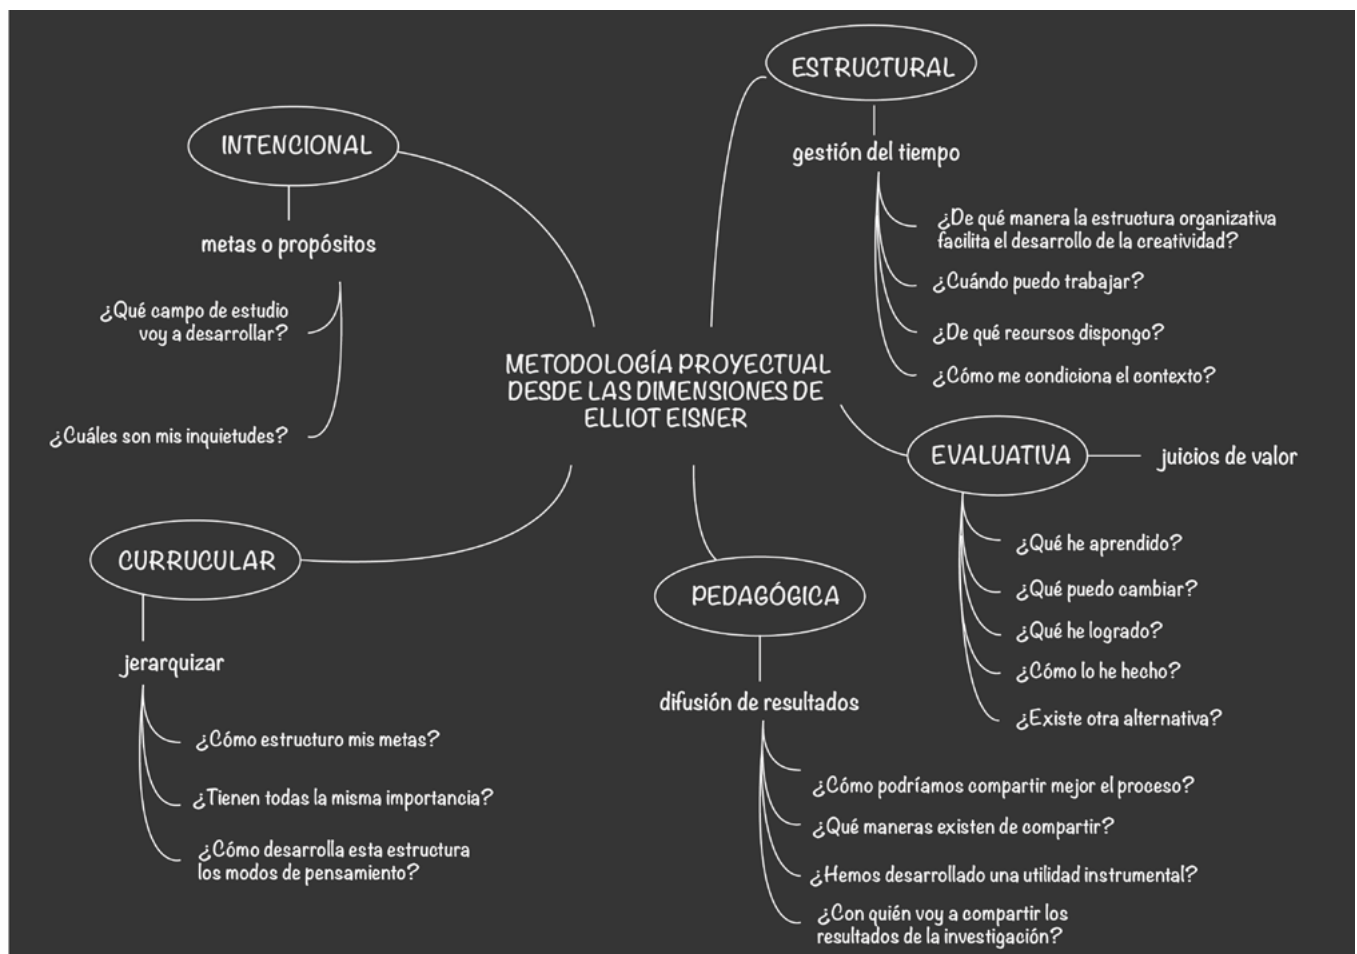 METODOLOGÍA PROYECTUAL
DESDE LAS DIMENSIONES DE
ELLIOT EISNER
INTENCIONAL
metas o propósitos
¿Qué campo de estudio
voy a desarrollar?
¿Cuáles son mis inquietudes?
ESTRUCTURAL
gestión del tiempo
¿De qué manera la estructura organizativa
facilita el desarrollo de la creatividad?
¿Cuándo puedo trabajar?
¿De qué recursos dispongo?
¿Cómo me condiciona el contexto?
EVALUATIVA
juicios de valor
¿Qué he aprendido?
¿Qué puedo cambiar?
¿Qué he logrado?
¿Cómo lo he hecho?
¿Existe otra alternativa?
CURRUCULAR
jerarquizar
¿Cómo estructuro mis metas?
¿Tienen todas la misma importancia?
¿Cómo desarrolla esta estructura
los modos de pensamiento?
PEDAGÓGICA
difusión de resultados
¿Cómo podríamos compartir mejor el proceso?
¿Qué maneras existen de compartir?
¿Hemos desarrollado una utilidad instrumental?
¿Con quién voy a compartir los
resultados de la investigación?